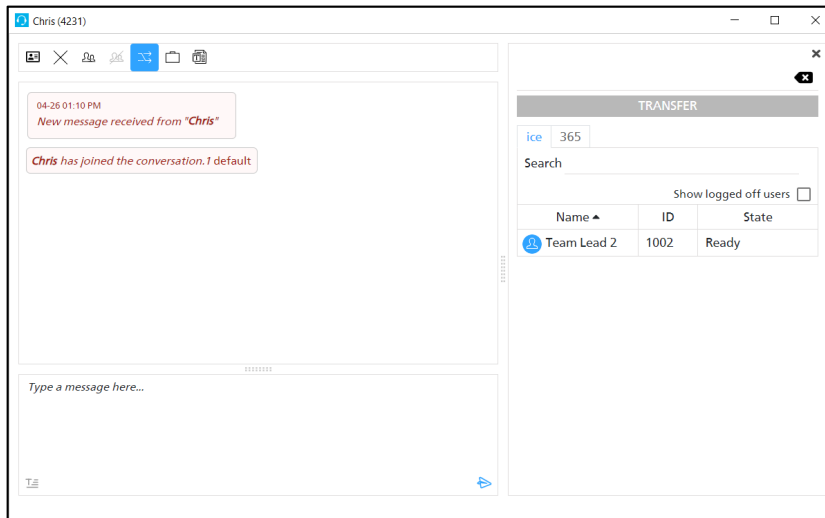 Chris (4231)
04-26 01:10 PM
New message received from "Chris"
Chris has joined the conversation.1 default
Type a message here...
TRANSFER
ice 365
Search
Show logged off users
Name ID State
Team Lead 2 1002 Ready